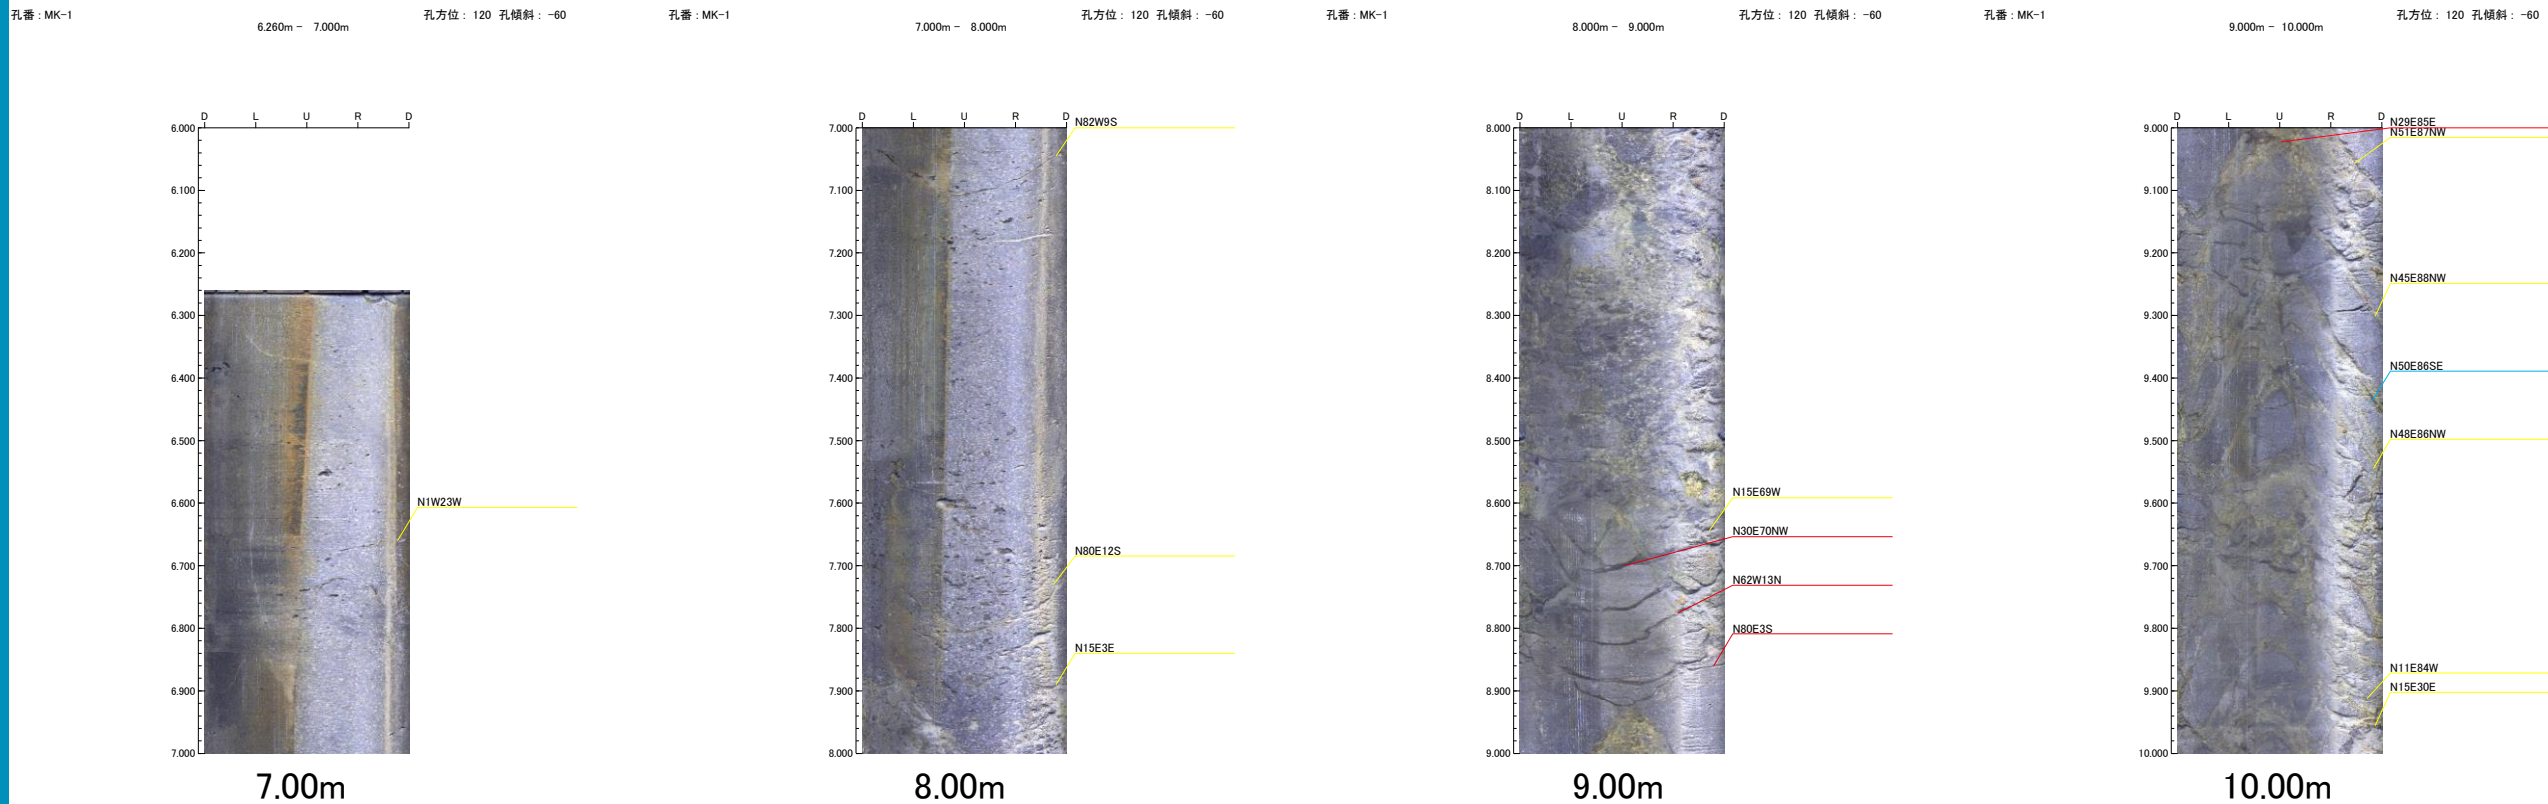 孔番 : MK-1
6.260m － 7.000m
孔方位 : 120 孔傾斜 : -60
D L U R D
6.000
6.100
6.200
6.300
6.400
6.500
6.600
6.700
6.800
6.900
7.000
N1W23W
7.00m
孔番 : MK-1
7.000m － 8.000m
孔方位 : 120 孔傾斜 : -60
D L U R D
7.000
7.100
7.200
7.300
7.400
7.500
7.600
7.700
7.800
7.900
8.000
N82W9S
N80E12S
N15E3E
8.00m
孔番 : MK-1
8.000m － 9.000m
孔方位 : 120 孔傾斜 : -60
D L U R D
8.000
8.100
8.200
8.300
8.400
8.500
8.600
8.700
8.800
8.900
9.000
N15E69W
N30E70NW
N62W13N
N80E3S
9.00m
孔番 : MK-1
9.000m － 10.000m
孔方位 : 120 孔傾斜 : -60
D L U R D
9.000
9.100
9.200
9.300
9.400
9.500
9.600
9.700
9.800
9.900
10.000
N29E85E
N51E87NW
N45E88NW
N50E86SE
N48E86NW
N11E84W
N15E30E
10.00m